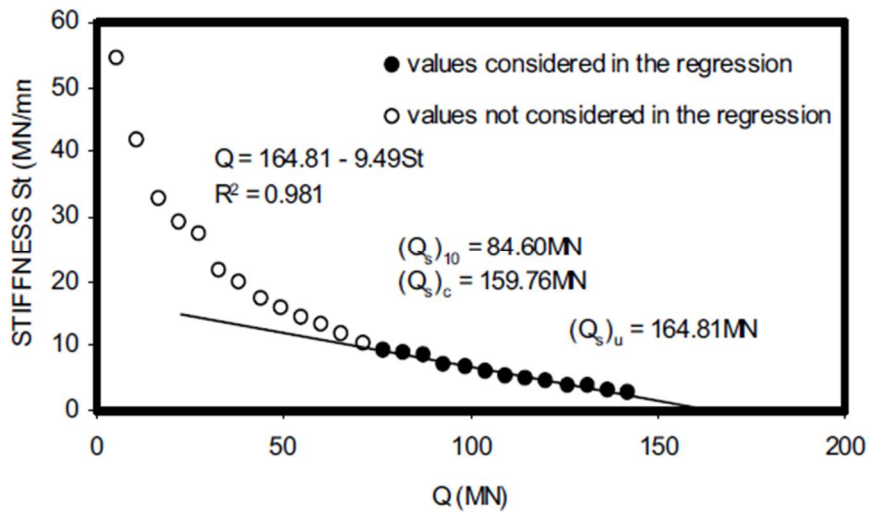 60
50
40
30
20
10
0
STIFFNESS St (MN/mn)
● values considered in the regression
○ values not considered in the regression
Q = 164.81 - 9.49St
R² = 0.981
(Qₛ)₁₀ = 84.60MN
(Qₛ)c = 159.76MN
(Qₛ)ᵤ = 164.81MN
0 50 100 150 200
Q (MN)